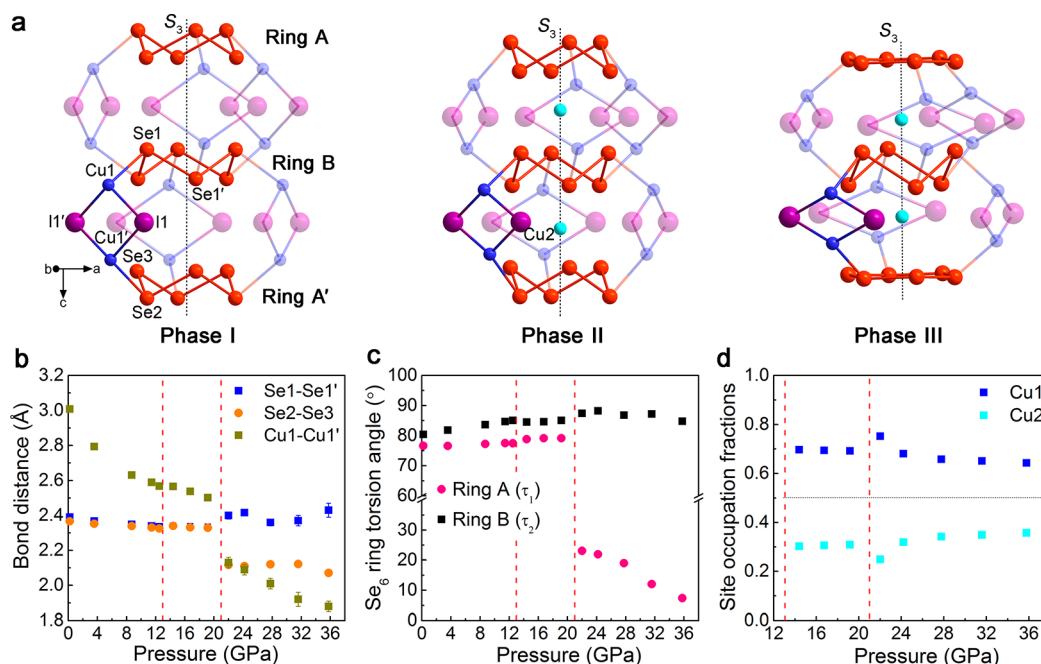 a
S3
Ring A
Se1
Ring B
Cu1
Se1′
I1′
I1
Cu1′
Se3
b
a
c
Se2
Ring A′
Phase I
S3
Cu2
Phase II
S3
Phase III
b
3.2
3.0
2.8
2.6
2.4
2.2
2.0
1.8
Bond distance (Å)
Se1-Se1′
Se2-Se3
Cu1-Cu1′
0 4 8 12 16 20 24 28 32 36
Pressure (GPa)
c
100
90
80
70
60
40
30
20
10
0
Se6 ring torsion angle (°)
Ring A (τ1)
Ring B (τ2)
0 4 8 12 16 20 24 28 32 36
Pressure (GPa)
d
1.0
0.8
0.6
0.4
0.2
0.0
Site occupation fractions
Cu1
Cu2
12 16 20 24 28 32 36
Pressure (GPa)